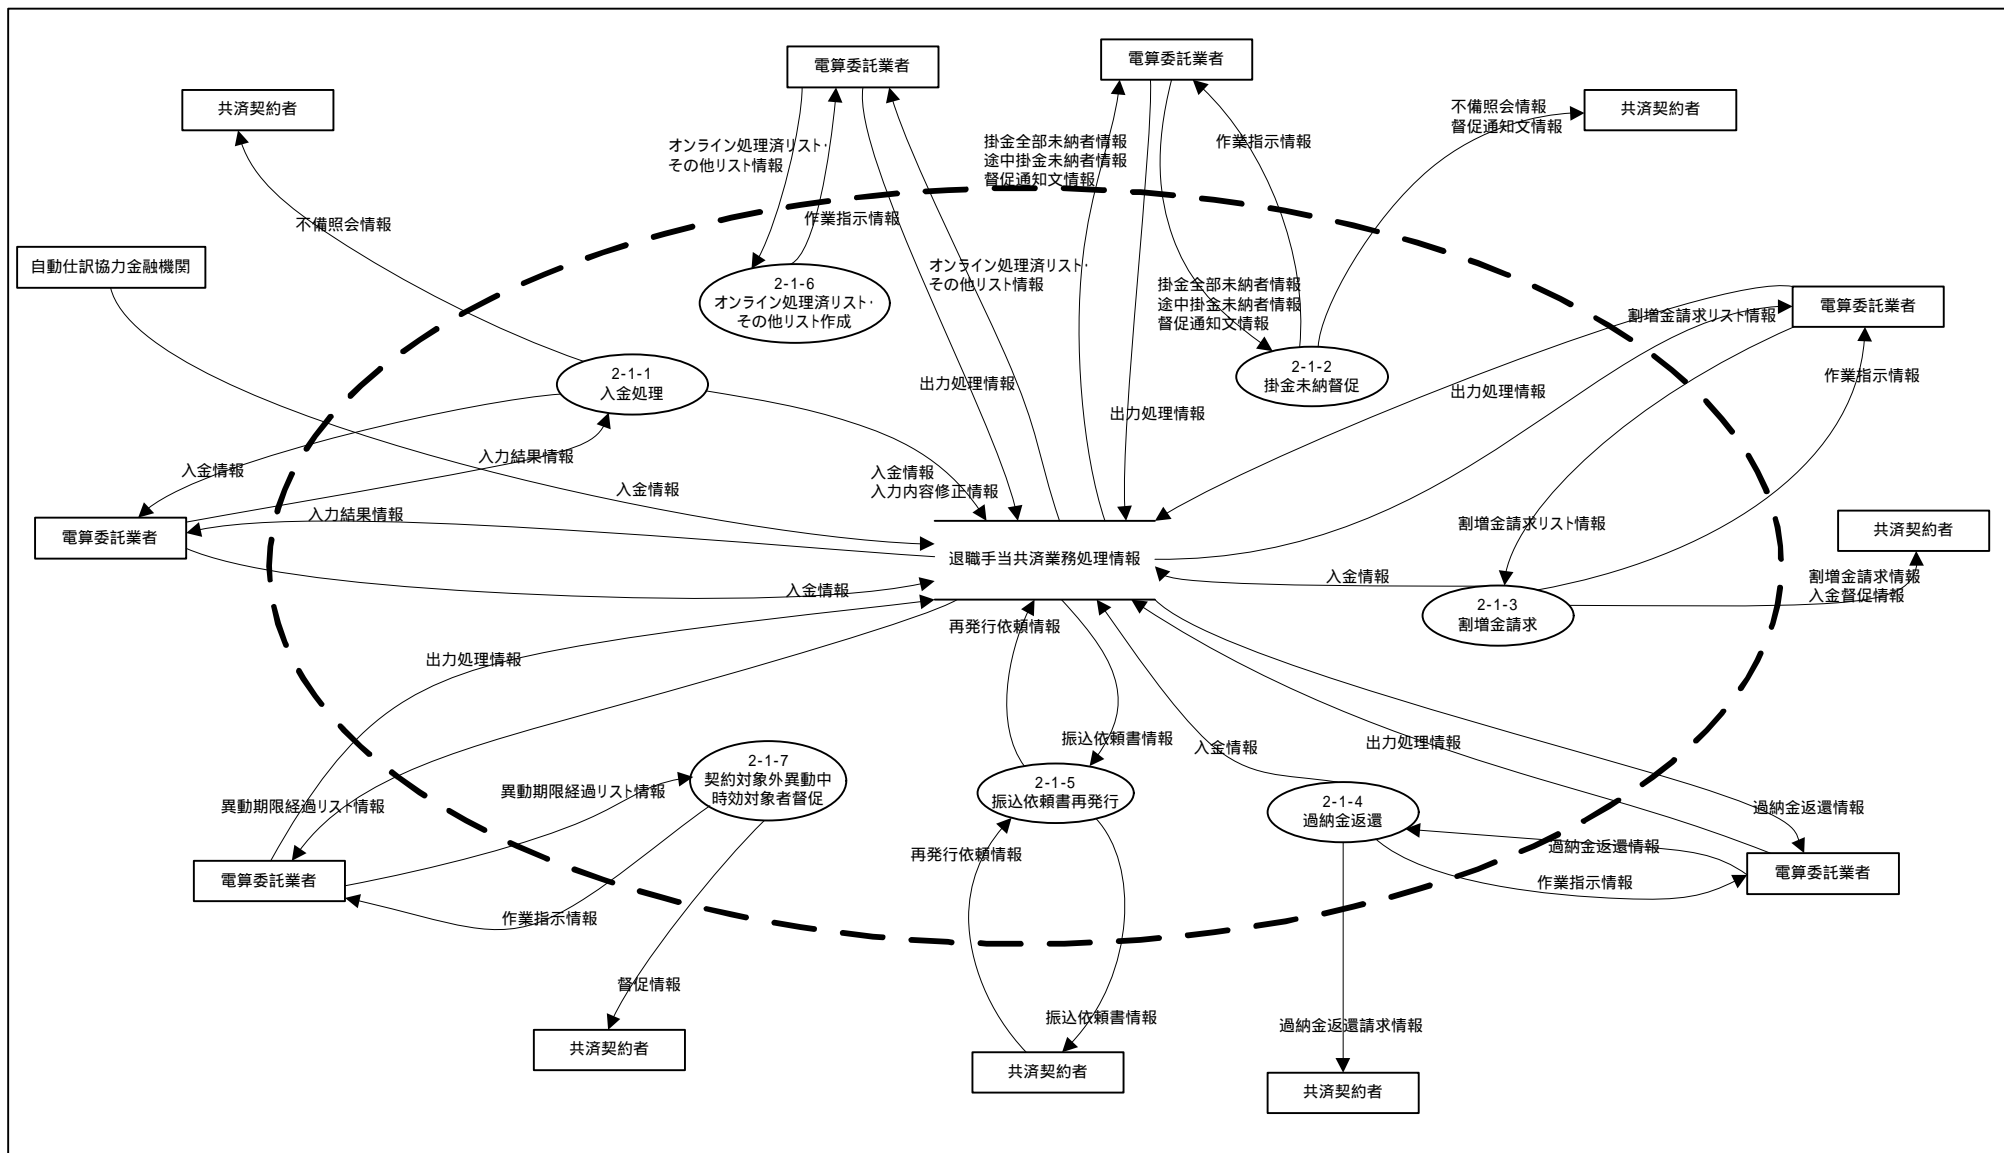 電算委託業者
電算委託業者
共済契約者
共済契約者
不備照会情報
督促通知文情報
オンライン処理済リスト・
その他リスト情報
掛金全部未納者情報
途中掛金未納者情報
督促通知文情報
作業指示情報
不備照会情報
作業指示情報
自動仕訳協力金融機関
2-1-6
オンライン処理済リスト・
その他リスト作成
オンライン処理済リスト・
その他リスト情報
掛金全部未納者情報
途中掛金未納者情報
督促通知文情報
電算委託業者
割増金請求リスト情報
2-1-1
入金処理
出力処理情報
2-1-2
掛金未納督促
出力処理情報
作業指示情報
出力処理情報
入金情報
入力結果情報
入金情報
入金情報
入力内容修正情報
入力結果情報
割増金請求リスト情報
共済契約者
電算委託業者
退職手当共済業務処理情報
入金情報
入金情報
割増金請求情報
入金督促情報
2-1-3
割増金請求
再発行依頼情報
出力処理情報
振込依頼書情報
入金情報
出力処理情報
2-1-7
契約対象外異動中
時効対象者督促
異動期限経過リスト情報
異動期限経過リスト情報
2-1-5
振込依頼書再発行
2-1-4
過納金返還
過納金返還情報
過納金返還情報
再発行依頼情報
電算委託業者
作業指示情報
電算委託業者
作業指示情報
督促情報
振込依頼書情報
過納金返還請求情報
共済契約者
共済契約者
共済契約者